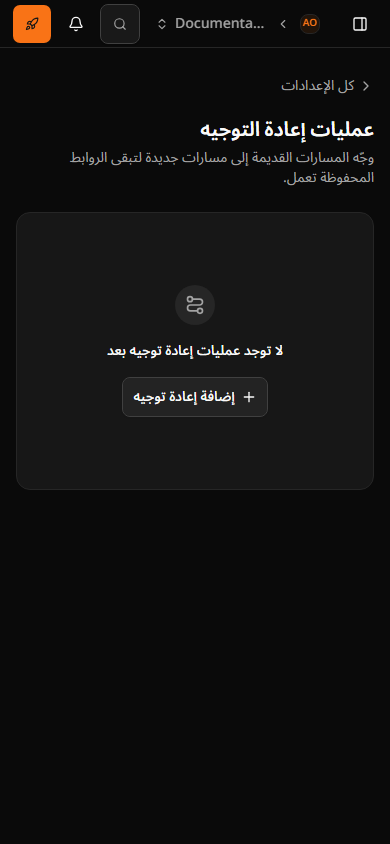 AO
Documenta...
كل الإعدادات
عمليات إعادة التوجيه
وجّه المسارات القديمة إلى مسارات جديدة لتبقى الروابط
المحفوظة تعمل.
لا توجد عمليات إعادة توجيه بعد
إضافة إعادة توجيه